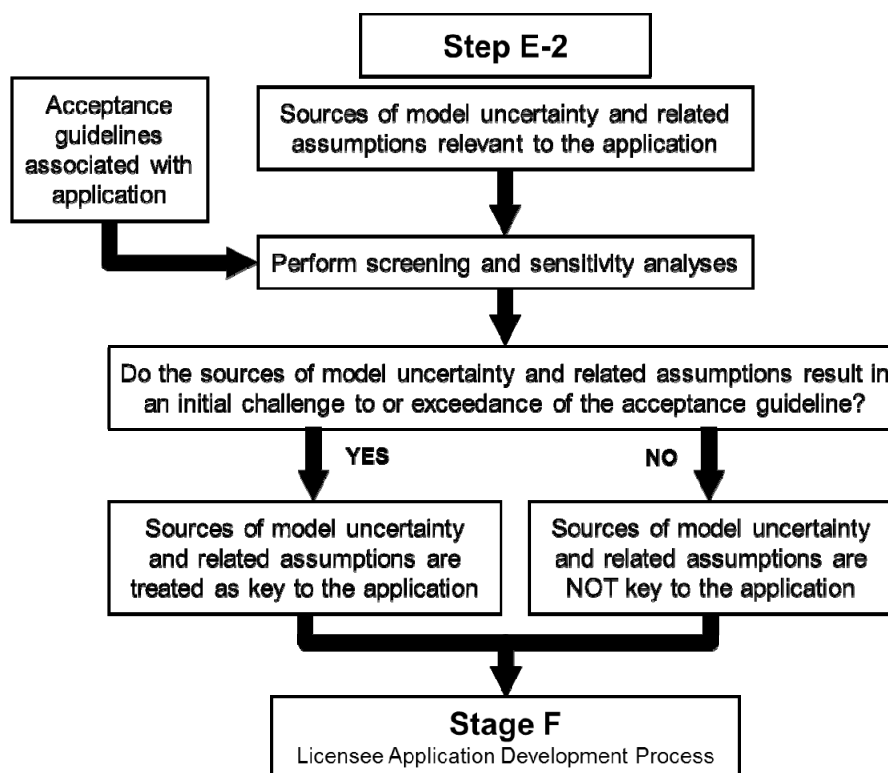 Step E-2
Acceptance
guidelines
associated with
application
Sources of model uncertainty and related
assumptions relevant to the application
Perform screening and sensitivity analyses
Do the sources of model uncertainty and related assumptions result in
an initial challenge to or exceedance of the acceptance guideline?
YES
NO
Sources of model uncertainty
and related assumptions are
treated as key to the application
Sources of model uncertainty
and related assumptions are
NOT key to the application
Stage F
Licensee Application Development Process